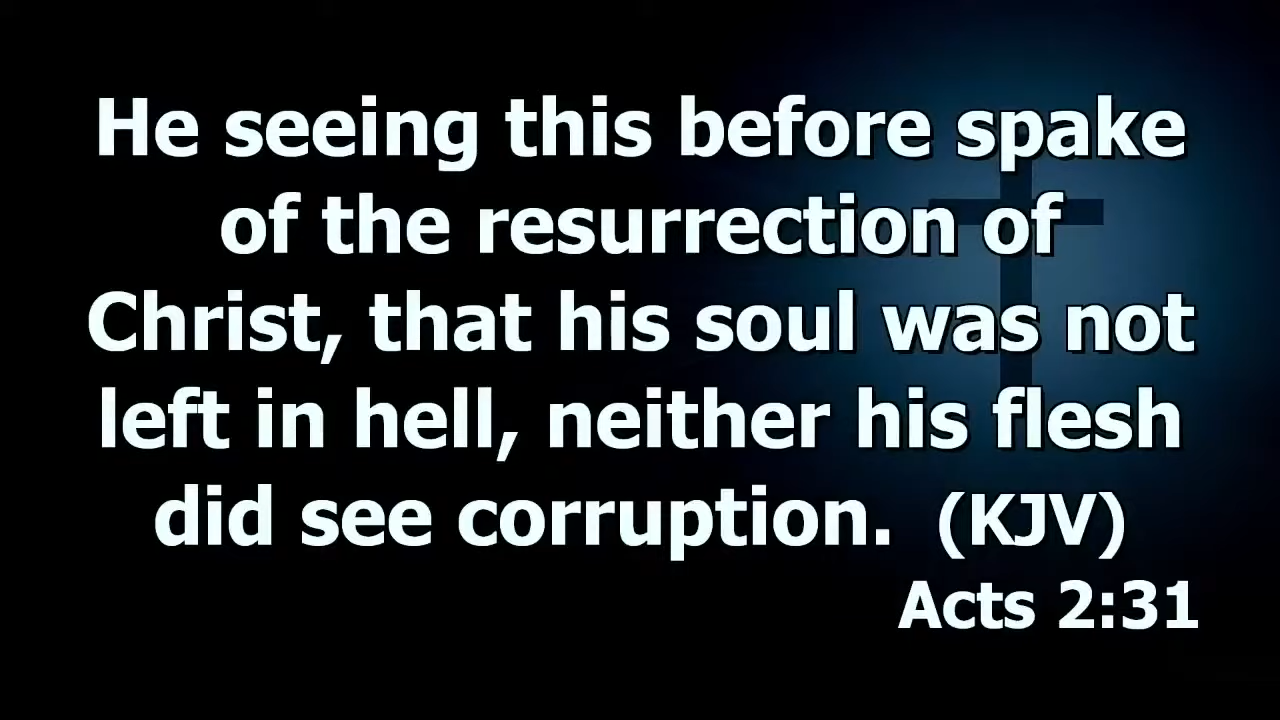 He seeing this before spake
of the resurrection of
Christ, that his soul was not
left in hell, neither his flesh
did see corruption. (KJV)
Acts 2:31